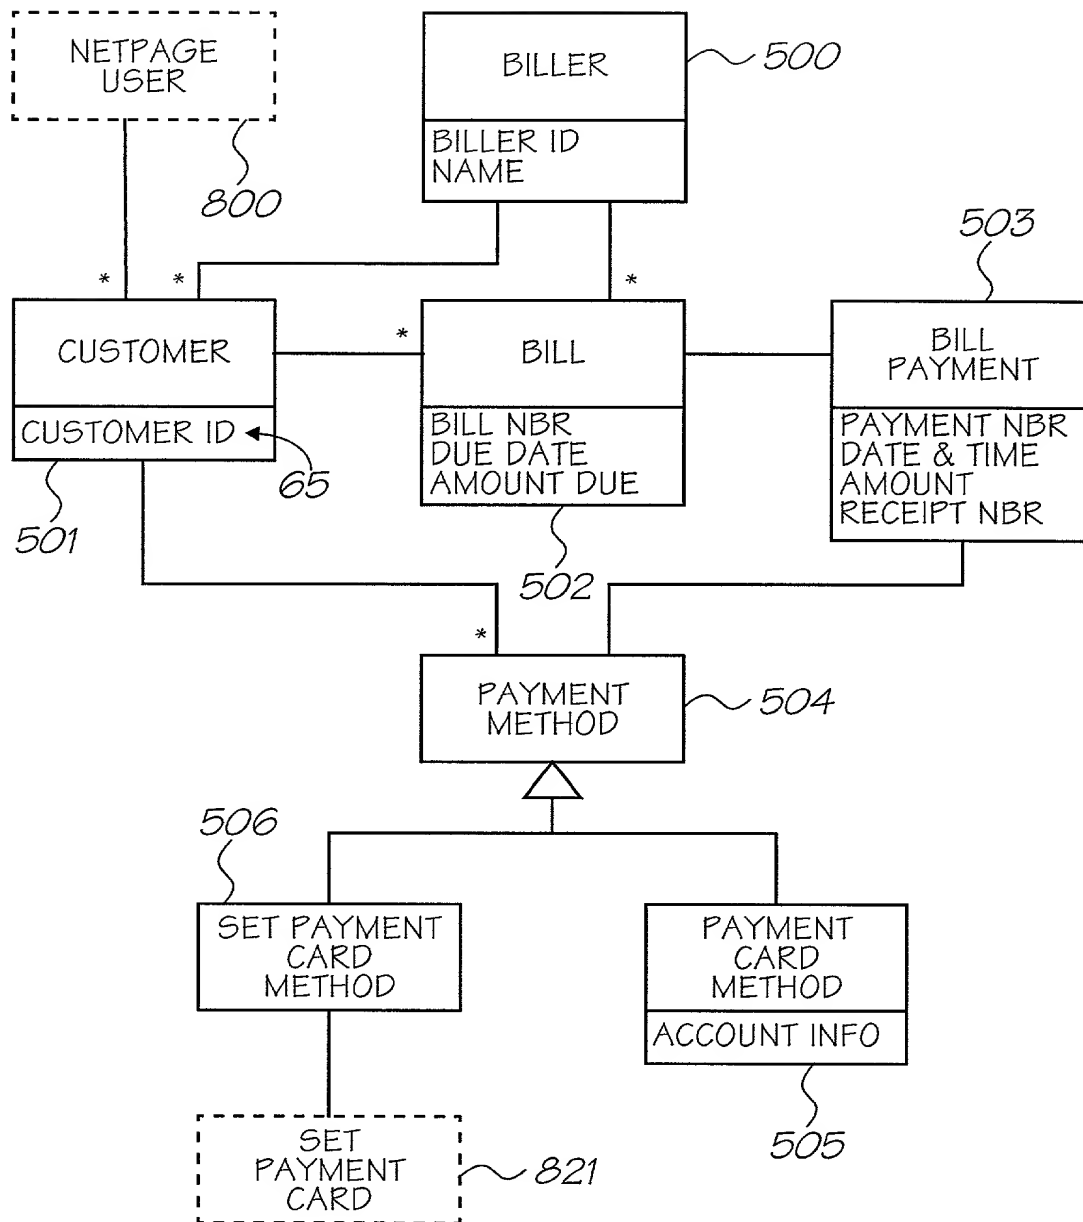 NETPAGE
USER
800
BILLER
BILLER ID
NAME
500
*
*
*
*
CUSTOMER
CUSTOMER ID
65
501
BILL
BILL NBR
DUE DATE
AMOUNT DUE
502
503
BILL
PAYMENT
PAYMENT NBR
DATE & TIME
AMOUNT
RECEIPT NBR
*
PAYMENT
METHOD
504
506
SET PAYMENT
CARD
METHOD
PAYMENT
CARD
METHOD
ACCOUNT INFO
505
SET
PAYMENT
CARD
821